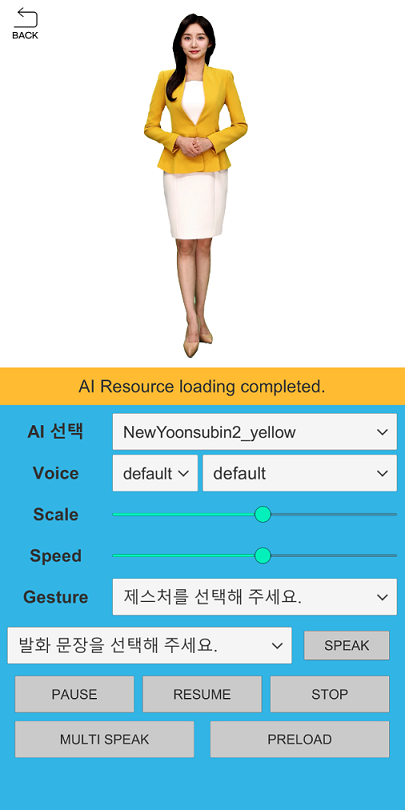 BACK
AI Resource loading completed.
AI 선택 NewYoonsubin2_yellow
Voice default default
Scale
Speed
Gesture 제스처를 선택해 주세요.
발화 문장을 선택해 주세요. SPEAK
PAUSE RESUME STOP
MULTI SPEAK PRELOAD